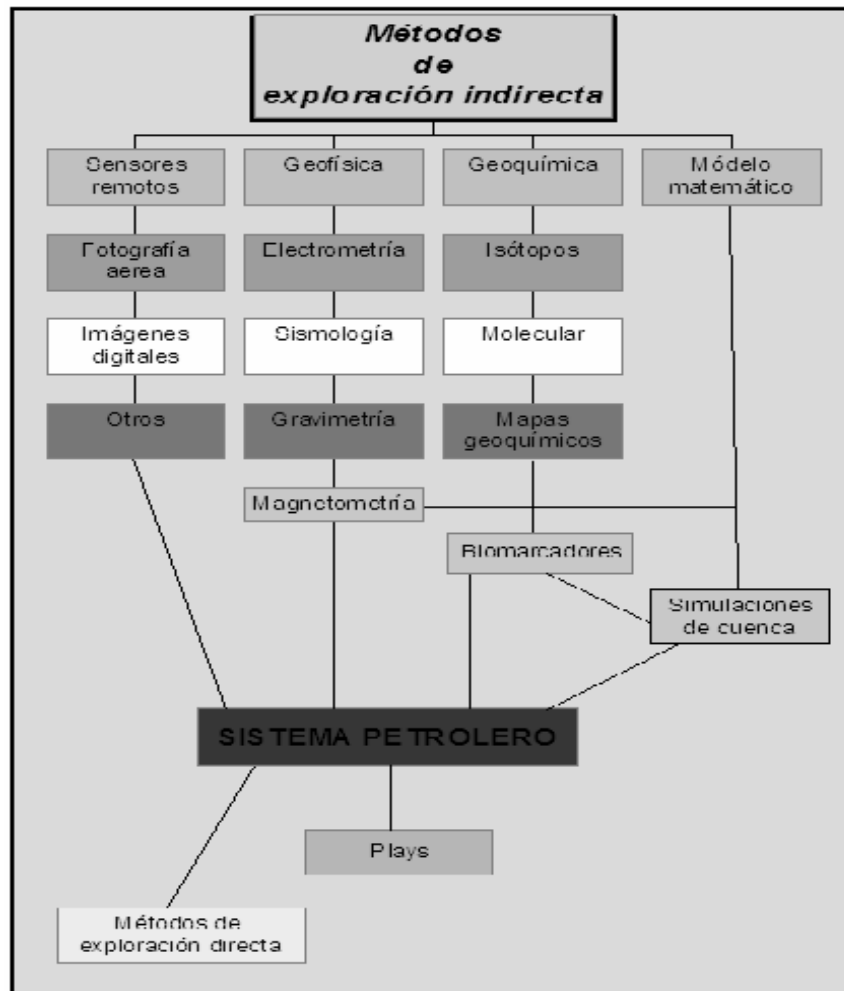 Métodos
de
exploración indirecta
Sensores
remotos
Geofísica
Geoquímica
Módelo
matemático
Fotografía
aerea
Electrometría
Isótopos
Imágenes
digitales
Sismología
Molecular
Otros
Gravimetría
Mapas
geoquímicos
Magnetometría
Biomarcadores
Simulaciones
de cuenca
SISTEMA PETROLERO
Plays
Métodos de
exploración directa